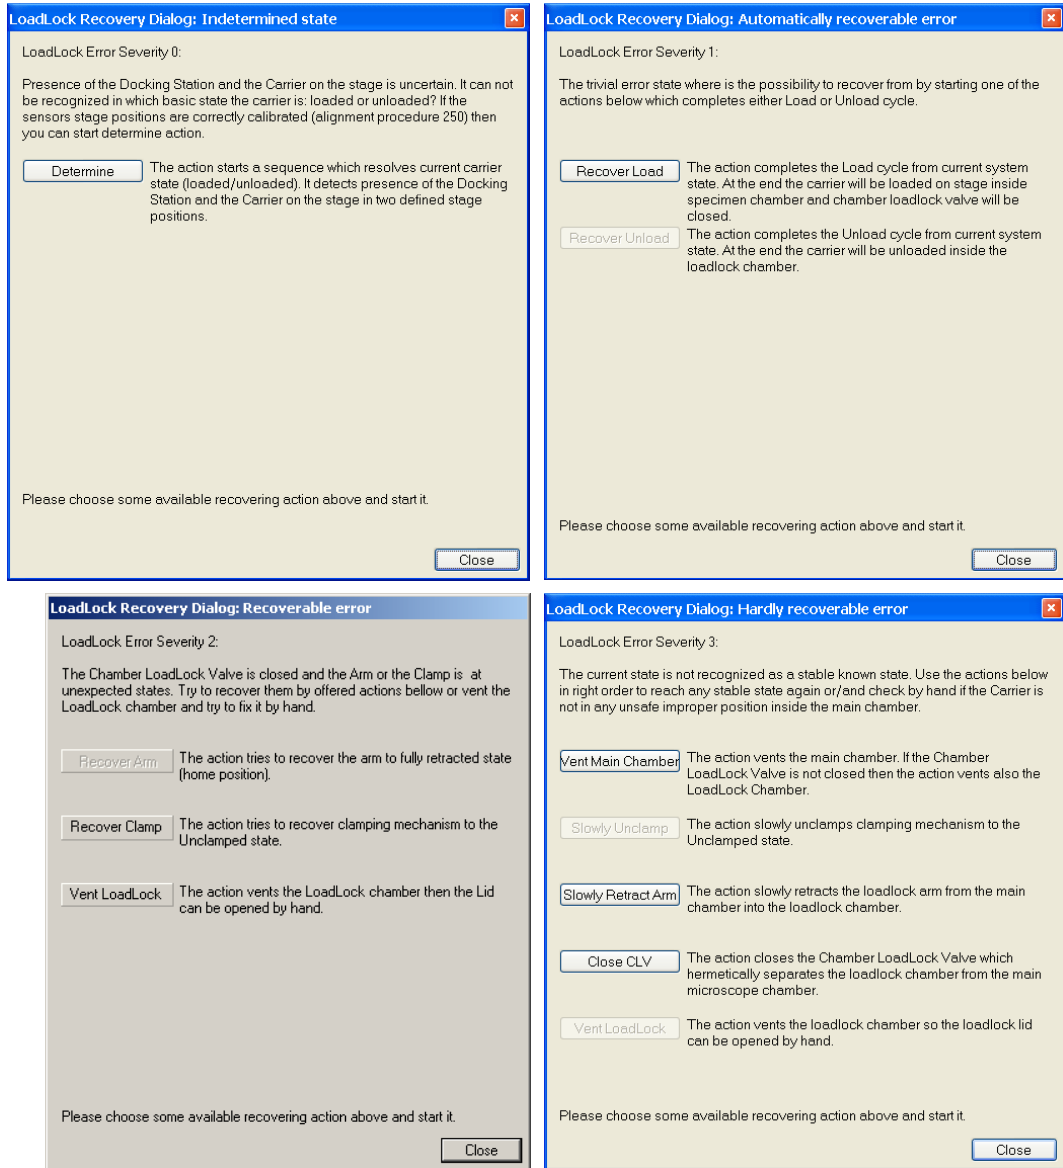 LoadLock Recovery Dialog: Indetermined state
LoadLock Error Severity 0:
Presence of the Docking Station and the Carrier on the stage is uncertain. It can not
be recognized in which basic state the carrier is: loaded or unloaded? If the
sensors stage positions are correctly calibrated (alignment procedure 250) then
you can start determine action.
Determine
The action starts a sequence which resolves current carrier
state (loaded/unloaded). It detects presence of the Docking
Station and the Carrier on the stage in two defined stage
positions.
Please choose some available recovering action above and start it.
Close
LoadLock Recovery Dialog: Automatically recoverable error
LoadLock Error Severity 1:
The trivial error state where is the possibility to recover from by starting one of the
actions below which completes either Load or Unload cycle.
Recover Load
The action completes the Load cycle from current system
state. At the end the carrier will be loaded on stage inside
specimen chamber and chamber loadlock valve will be
closed.
Recover Unload
The action completes the Unload cycle from current system
state. At the end the carrier will be unloaded inside the
loadlock chamber.
Please choose some available recovering action above and start it.
Close
LoadLock Recovery Dialog: Recoverable error
LoadLock Error Severity 2:
The Chamber LoadLock Valve is closed and the Arm or the Clamp is at
unexpected states. Try to recover them by offered actions bellow or vent the
LoadLock chamber and try to fix it by hand.
Recover Arm
The action tries to recover the arm to fully retracted state
(home position).
Recover Clamp
The action tries to recover clamping mechanism to the
Unclamped state.
Vent LoadLock
The action vents the LoadLock chamber then the Lid
can be opened by hand.
Please choose some available recovering action above and start it.
Close
LoadLock Recovery Dialog: Hardly recoverable error
LoadLock Error Severity 3:
The current state is not recognized as a stable known state. Use the actions below
in right order to reach any stable state again or/and check by hand if the Carrier is
not in any unsafe improper position inside the main chamber.
Vent Main Chamber
The action vents the main chamber. If the Chamber
LoadLock Valve is not closed then the action vents also the
LoadLock Chamber.
Slowly Unclamp
The action slowly unclamps clamping mechanism to the
Unclamped state.
Slowly Retract Arm
The action slowly retracts the loadlock arm from the main
chamber into the loadlock chamber.
Close CLV
The action closes the Chamber LoadLock Valve which
hermetically separates the loadlock chamber from the main
microscope chamber.
Vent LoadLock
The action vents the loadlock chamber so the loadlock lid
can be opened by hand.
Please choose some available recovering action above and start it.
Close